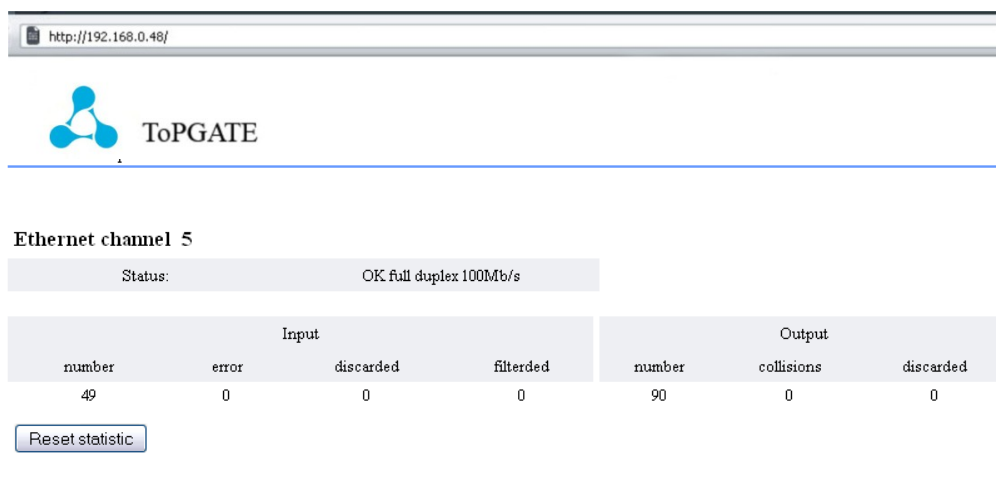 http://192.168.0.48/
ToPGATE
Ethernet channel 5
Status: OK full duplex 100Mb/s
Input Output
number error discarded filterded number collisions discarded
49 0 0 0 90 0 0
Reset statistic